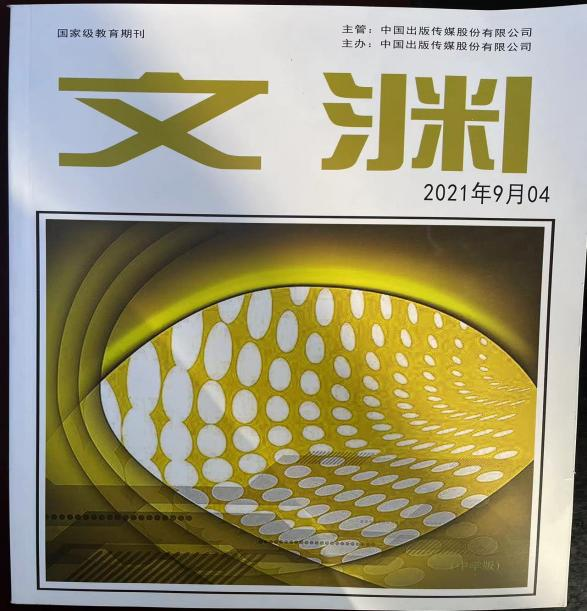 国家级教育期刊
主管：中国出版传媒股份有限公司
主办：中国出版传媒股份有限公司
文渊
2021年9月04
（中学版）